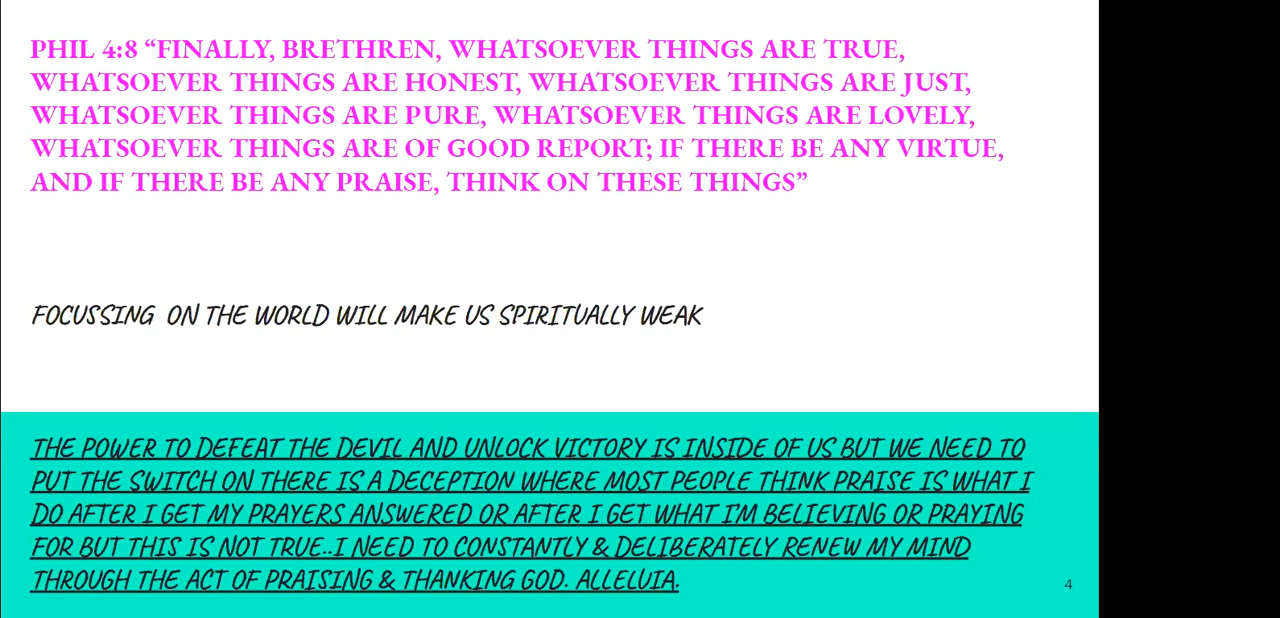 PHIL 4:8 “FINALLY, BRETHREN, WHATSOEVER THINGS ARE TRUE,
WHATSOEVER THINGS ARE HONEST, WHATSOEVER THINGS ARE JUST,
WHATSOEVER THINGS ARE PURE, WHATSOEVER THINGS ARE LOVELY,
WHATSOEVER THINGS ARE OF GOOD REPORT; IF THERE BE ANY VIRTUE,
AND IF THERE BE ANY PRAISE, THINK ON THESE THINGS”
FOCUSSING ON THE WORLD WILL MAKE US SPIRITUALLY WEAK
THE POWER TO DEFEAT THE DEVIL AND UNLOCK VICTORY IS INSIDE OF US BUT WE NEED TO
PUT THE SWITCH ON THERE IS A DECEPTION WHERE MOST PEOPLE THINK PRAISE IS WHAT I
DO AFTER I GET MY PRAYERS ANSWERED OR AFTER I GET WHAT I'M BELIEVING OR PRAYING
FOR BUT THIS IS NOT TRUE..I NEED TO CONSTANTLY & DELIBERATELY RENEW MY MIND
THROUGH THE ACT OF PRAISING & THANKING GOD. ALLELUIA.
4